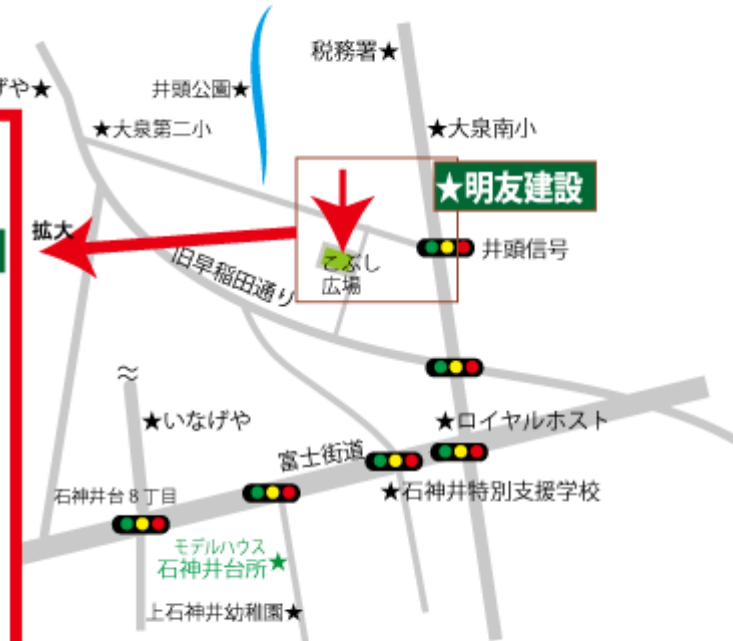 税務署★
げや★
井頭公園★
★大泉第二小
★大泉南小
★明友建設
拡大
井頭信号
こぶし
広場
旧早稲田通り
★いなげや
★ロイヤルホスト
富士街道
石神井台8丁目
★石神井特別支援学校
モデルハウス
石神井台所★
上石神井幼稚園★